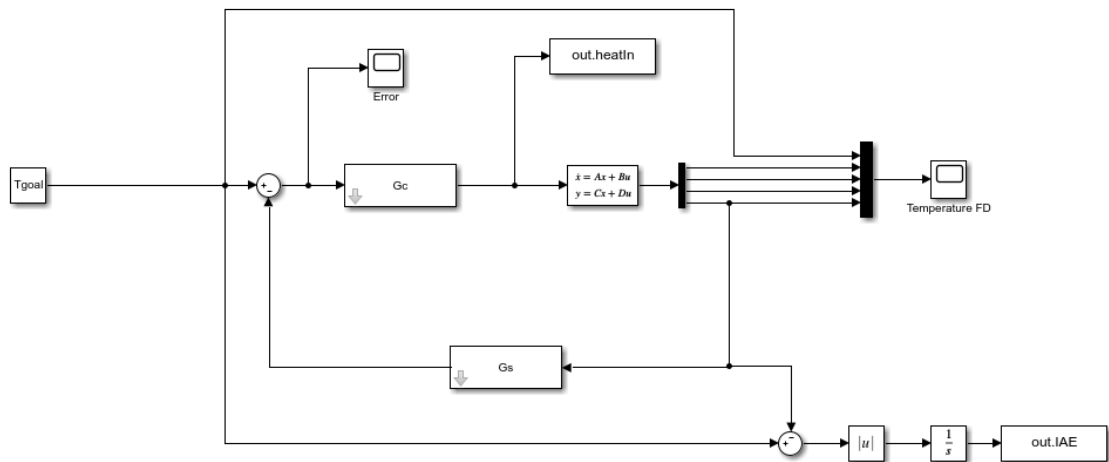 out.heatIn
Error
Tgoal
+
−
Gc
ẋ = Ax + Bu
y = Cx + Du
Temperature FD
Gs
−
+
|u|
1
s
out.IAE